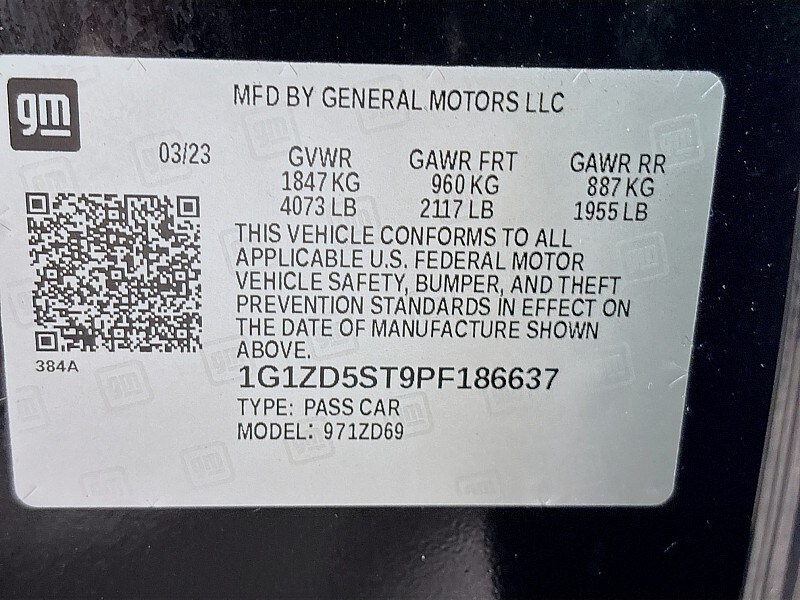 gm
MFD BY GENERAL MOTORS LLC
03/23 GVWR GAWR FRT GAWR RR
1847 KG 960 KG 887 KG
4073 LB 2117 LB 1955 LB
THIS VEHICLE CONFORMS TO ALL
APPLICABLE U.S. FEDERAL MOTOR
VEHICLE SAFETY, BUMPER, AND THEFT
PREVENTION STANDARDS IN EFFECT ON
THE DATE OF MANUFACTURE SHOWN
ABOVE.
384A
1G1ZD5ST9PF186637
TYPE: PASS CAR
MODEL: 971ZD69